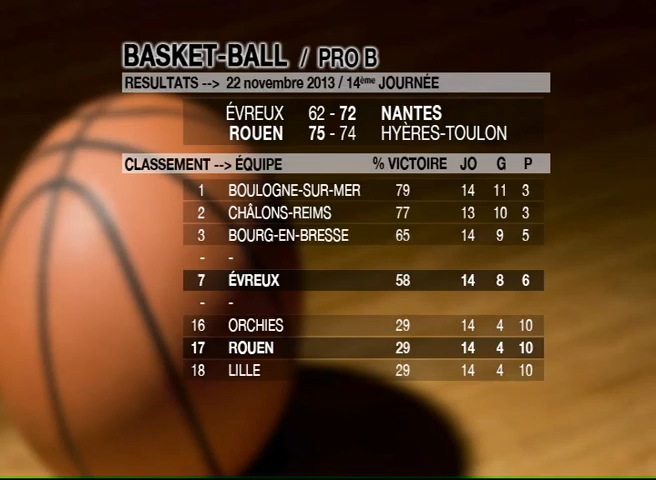 BASKET-BALL / PRO B
RESULTATS --> 22 novembre 2013 / 14ème JOURNÉE
ÉVREUX 62 - 72 NANTES
ROUEN 75 - 74 HYÈRES-TOULON
CLASSEMENT --> ÉQUIPE % VICTOIRE JO G P
1 BOULOGNE-SUR-MER 79 14 11 3
2 CHÂLONS-REIMS 77 13 10 3
3 BOURG-EN-BRESSE 65 14 9 5
- -
7 ÉVREUX 58 14 8 6
- -
16 ORCHIES 29 14 4 10
17 ROUEN 29 14 4 10
18 LILLE 29 14 4 10